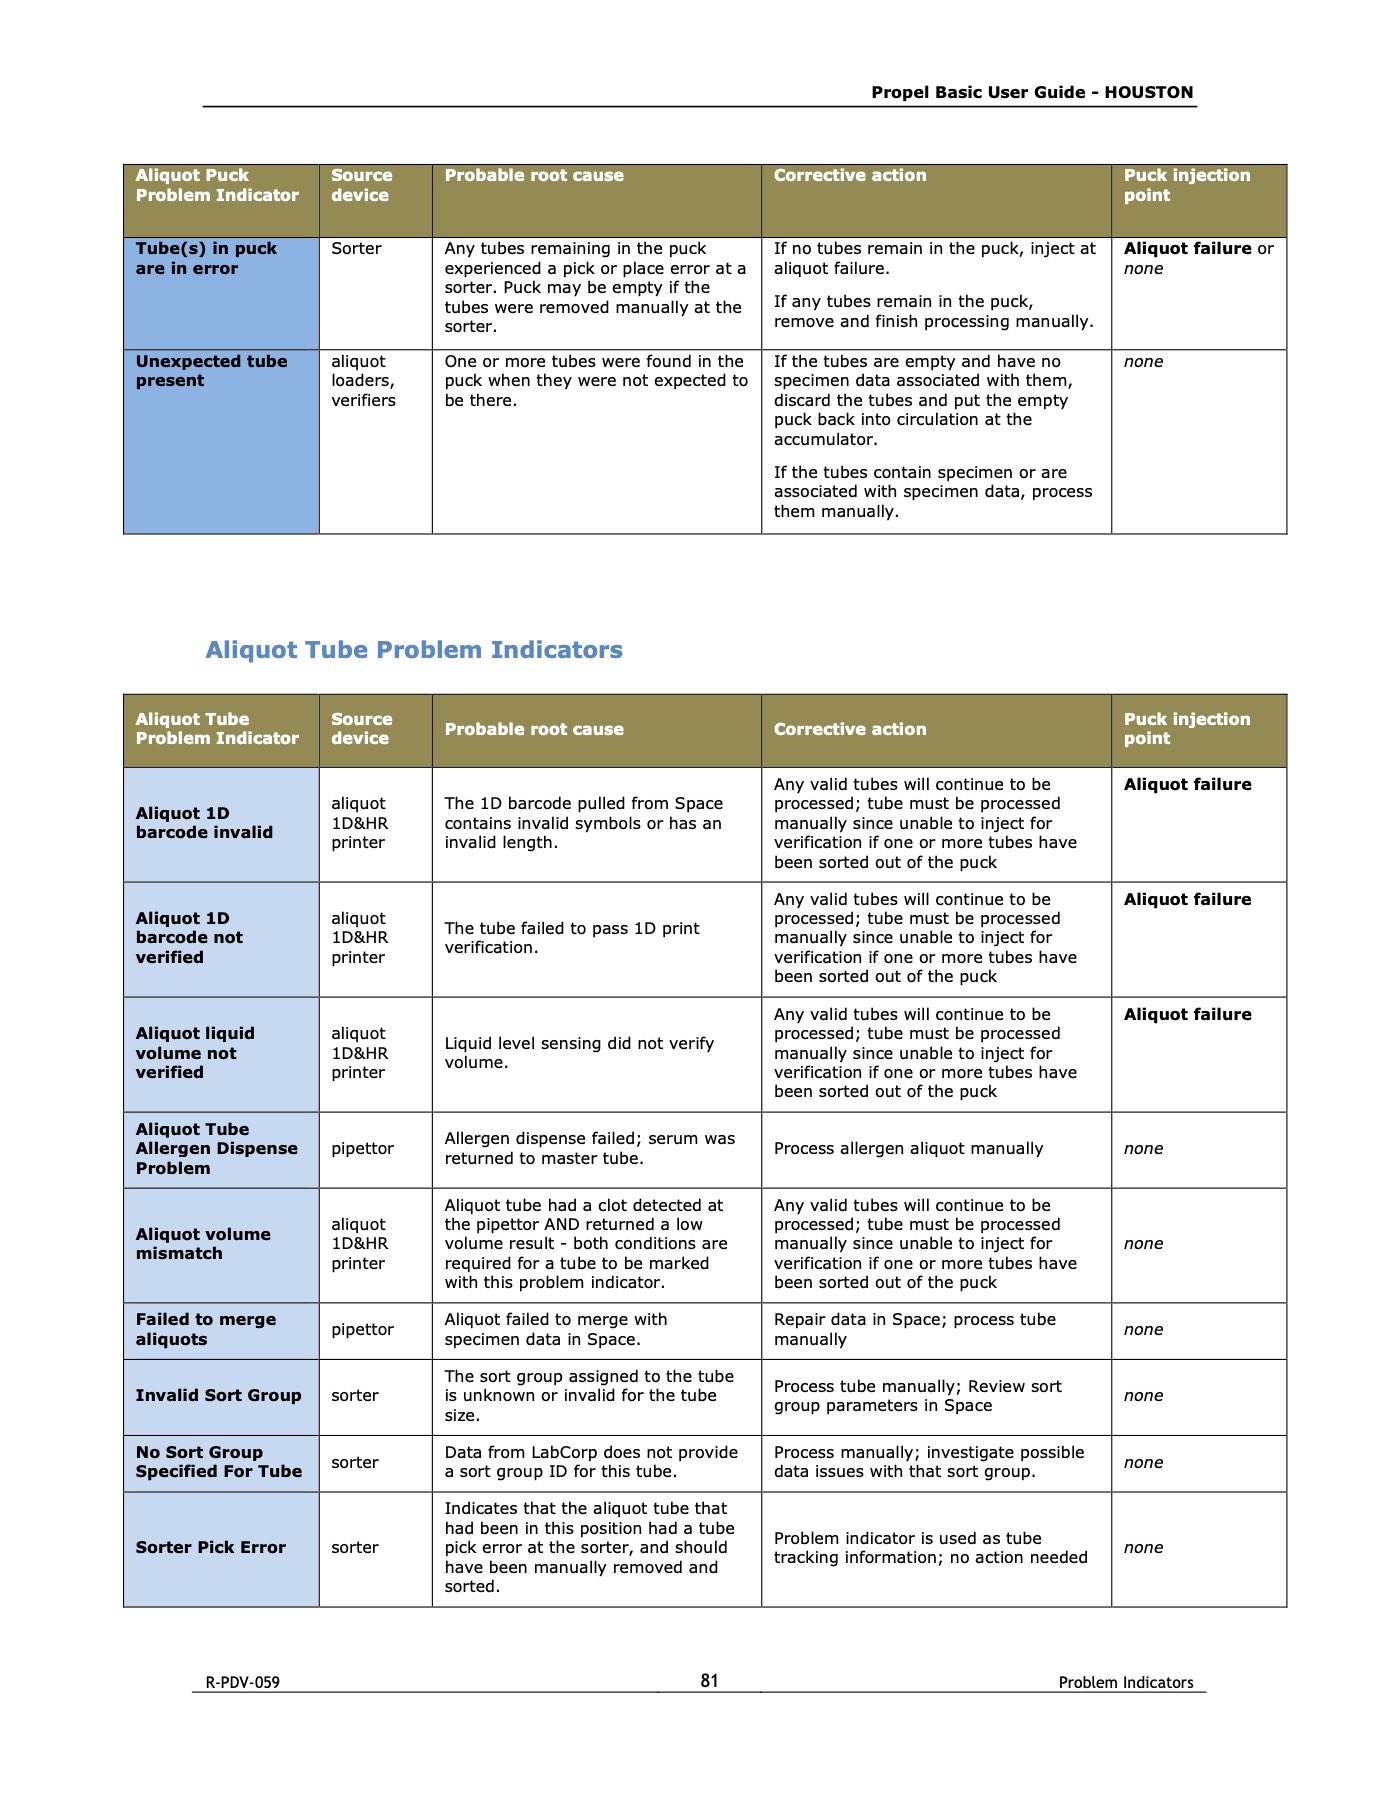 Propel Basic User Guide - HOUSTON
Aliquot Puck
Problem Indicator
Source
device
Probable root cause
Corrective action
Puck injection
point
Tube(s) in puck
are in error
Sorter
Any tubes remaining in the puck
experienced a pick or place error at a
sorter. Puck may be empty if the
tubes were removed manually at the
sorter.
If no tubes remain in the puck, inject at
aliquot failure.
If any tubes remain in the puck,
remove and finish processing manually.
Aliquot failure or
none
Unexpected tube
present
aliquot
loaders,
verifiers
One or more tubes were found in the
puck when they were not expected to
be there.
If the tubes are empty and have no
specimen data associated with them,
discard the tubes and put the empty
puck back into circulation at the
accumulator.
If the tubes contain specimen or are
associated with specimen data, process
them manually.
none
Aliquot Tube Problem Indicators
Aliquot Tube
Problem Indicator
Source
device
Probable root cause
Corrective action
Puck injection
point
Aliquot 1D
barcode invalid
aliquot
1D&HR
printer
The 1D barcode pulled from Space
contains invalid symbols or has an
invalid length.
Any valid tubes will continue to be
processed; tube must be processed
manually since unable to inject for
verification if one or more tubes have
been sorted out of the puck
Aliquot failure
Aliquot 1D
barcode not
verified
aliquot
1D&HR
printer
The tube failed to pass 1D print
verification.
Any valid tubes will continue to be
processed; tube must be processed
manually since unable to inject for
verification if one or more tubes have
been sorted out of the puck
Aliquot failure
Aliquot liquid
volume not
verified
aliquot
1D&HR
printer
Liquid level sensing did not verify
volume.
Any valid tubes will continue to be
processed; tube must be processed
manually since unable to inject for
verification if one or more tubes have
been sorted out of the puck
Aliquot failure
Aliquot Tube
Allergen Dispense
Problem
pipettor
Allergen dispense failed; serum was
returned to master tube.
Process allergen aliquot manually
none
Aliquot volume
mismatch
aliquot
1D&HR
printer
Aliquot tube had a clot detected at
the pipettor AND returned a low
volume result - both conditions are
required for a tube to be marked
with this problem indicator.
Any valid tubes will continue to be
processed; tube must be processed
manually since unable to inject for
verification if one or more tubes have
been sorted out of the puck
none
Failed to merge
aliquots
pipettor
Aliquot failed to merge with
specimen data in Space.
Repair data in Space; process tube
manually
none
Invalid Sort Group
sorter
The sort group assigned to the tube
is unknown or invalid for the tube
size.
Process tube manually; Review sort
group parameters in Space
none
No Sort Group
Specified For Tube
sorter
Data from LabCorp does not provide
a sort group ID for this tube.
Process manually; investigate possible
data issues with that sort group.
none
Sorter Pick Error
sorter
Indicates that the aliquot tube that
had been in this position had a tube
pick error at the sorter, and should
have been manually removed and
sorted.
Problem indicator is used as tube
tracking information; no action needed
none
R-PDV-059
81
Problem Indicators